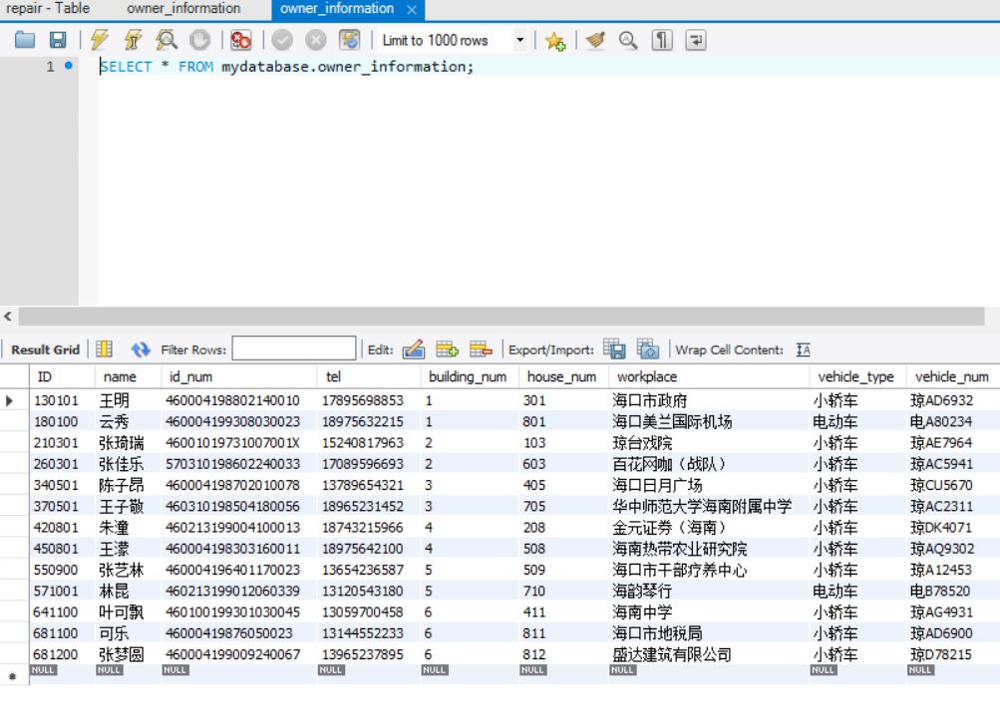 repair - Table owner_information owner_information
Limit to 1000 rows
1 SELECT * FROM mydatabase.owner_information;
Result Grid Filter Rows: Edit: Export/Import: Wrap Cell Content:
ID name id_num tel building_num house_num workplace vehicle_type vehicle_num
130101 王明 460004198802140010 17895698853 1 301 海口市政府 小轿车 琼AD6932
180100 云秀 460004199308030023 18975632215 1 801 海口美兰国际机场 电动车 电A80234
210301 张琦瑞 46001019731007001X 15240817963 2 103 琼台戏院 小轿车 琼AE7964
260301 张佳乐 570310198602240033 17089596693 2 603 百花网咖（战队） 小轿车 琼AC5941
340501 陈子昂 460004198702010078 13789654321 3 405 海口日月广场 小轿车 琼CU5670
370501 王子敬 460310198504180056 18965231452 3 705 华中师范大学海南附属中学 小轿车 琼AC2311
420801 朱潼 460213199004100013 18743215966 4 208 金元证券（海南） 小轿车 琼DK4071
450801 王濛 460004198303160011 18975642100 4 508 海南热带农业研究院 小轿车 琼AQ9302
550900 张艺林 460004196401170023 13654236587 5 509 海口市干部疗养中心 小轿车 琼A12453
571001 林昆 460213199012060339 13120543180 5 710 海韵琴行 电动车 电B78520
641100 叶可飘 460100199301030045 13059700458 6 411 海南中学 小轿车 琼AG4931
681100 可乐 46000419876050023 13144552233 6 811 海口市地税局 小轿车 琼AD6900
681200 张梦圆 460004199009240067 13965237895 6 812 盛达建筑有限公司 小轿车 琼D78215
NULL NULL NULL NULL NULL NULL NULL NULL NULL